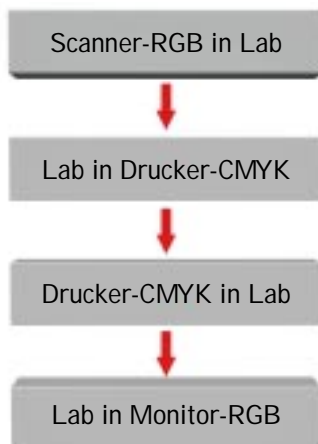 Scanner-RGB in Lab
Lab in Drucker-CMYK
Drucker-CMYK in Lab
Lab in Monitor-RGB